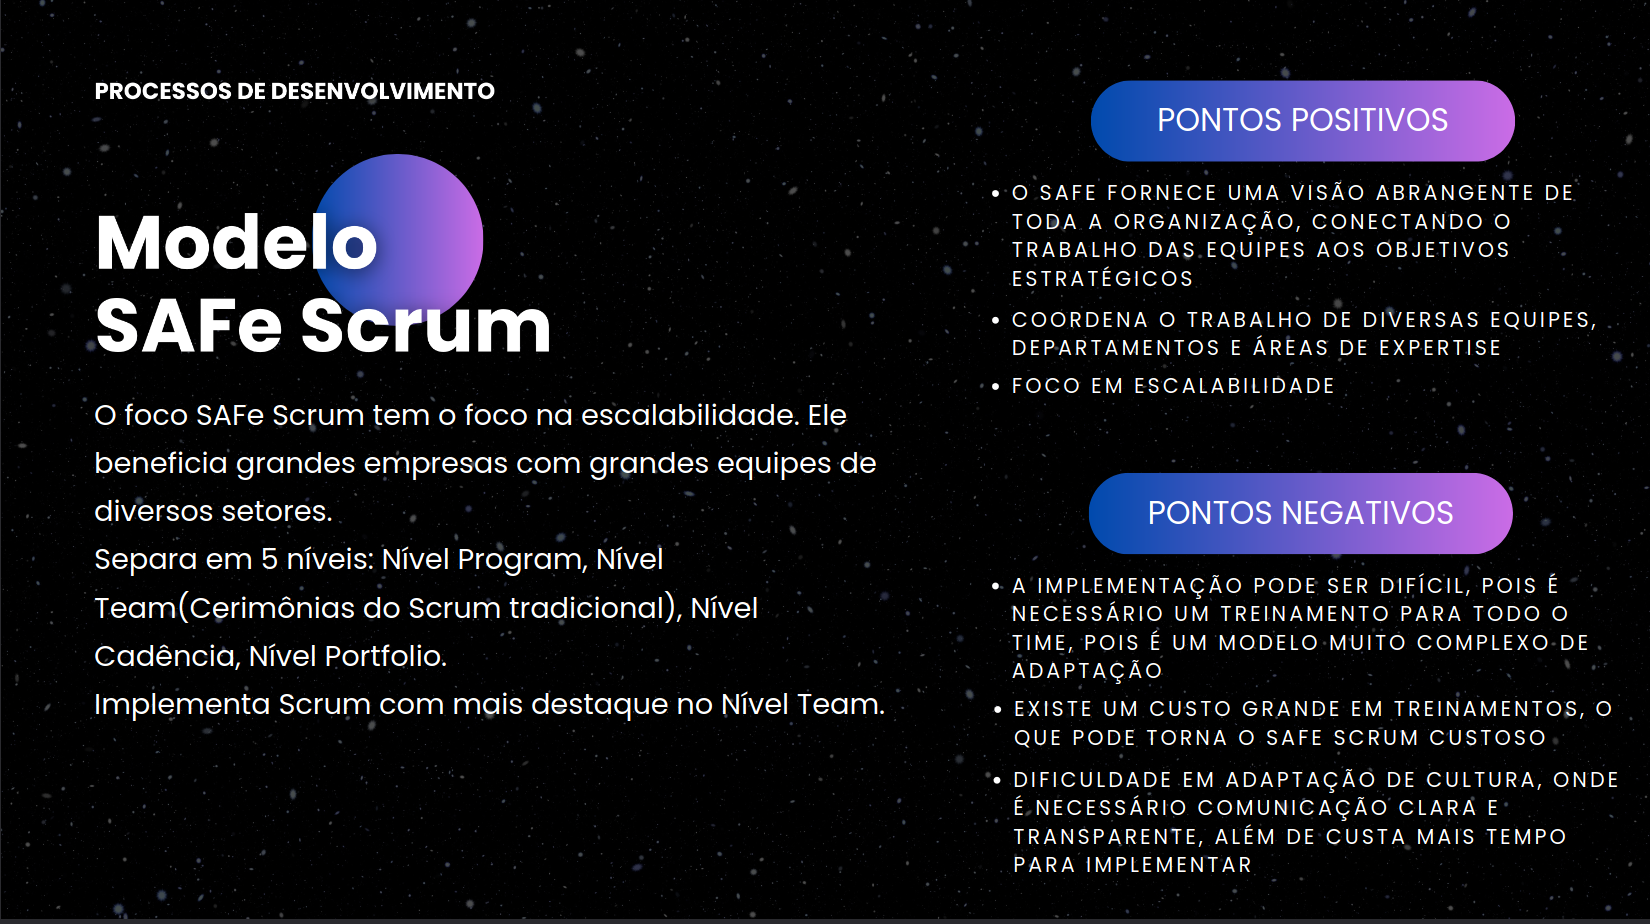 PROCESSOS DE DESENVOLVIMENTO
Modelo
SAFe Scrum
O foco SAFe Scrum tem o foco na escalabilidade. Ele
beneficia grandes empresas com grandes equipes de
diversos setores.
Separa em 5 níveis: Nível Program, Nível
Team(Cerimônias do Scrum tradicional), Nível
Cadência, Nível Portfolio.
Implementa Scrum com mais destaque no Nível Team.
PONTOS POSITIVOS
• O SAFE FORNECE UMA VISÃO ABRANGENTE DE
TODA A ORGANIZAÇÃO, CONECTANDO O
TRABALHO DAS EQUIPES AOS OBJETIVOS
ESTRATÉGICOS
• COORDENA O TRABALHO DE DIVERSAS EQUIPES,
DEPARTAMENTOS E ÁREAS DE EXPERTISE
• FOCO EM ESCALABILIDADE
PONTOS NEGATIVOS
• A IMPLEMENTAÇÃO PODE SER DIFÍCIL, POIS É
NECESSÁRIO UM TREINAMENTO PARA TODO O
TIME, POIS É UM MODELO MUITO COMPLEXO DE
ADAPTAÇÃO
• EXISTE UM CUSTO GRANDE EM TREINAMENTOS, O
QUE PODE TORNA O SAFE SCRUM CUSTOSO
• DIFICULDADE EM ADAPTAÇÃO DE CULTURA, ONDE
É NECESSÁRIO COMUNICAÇÃO CLARA E
TRANSPARENTE, ALÉM DE CUSTA MAIS TEMPO
PARA IMPLEMENTAR